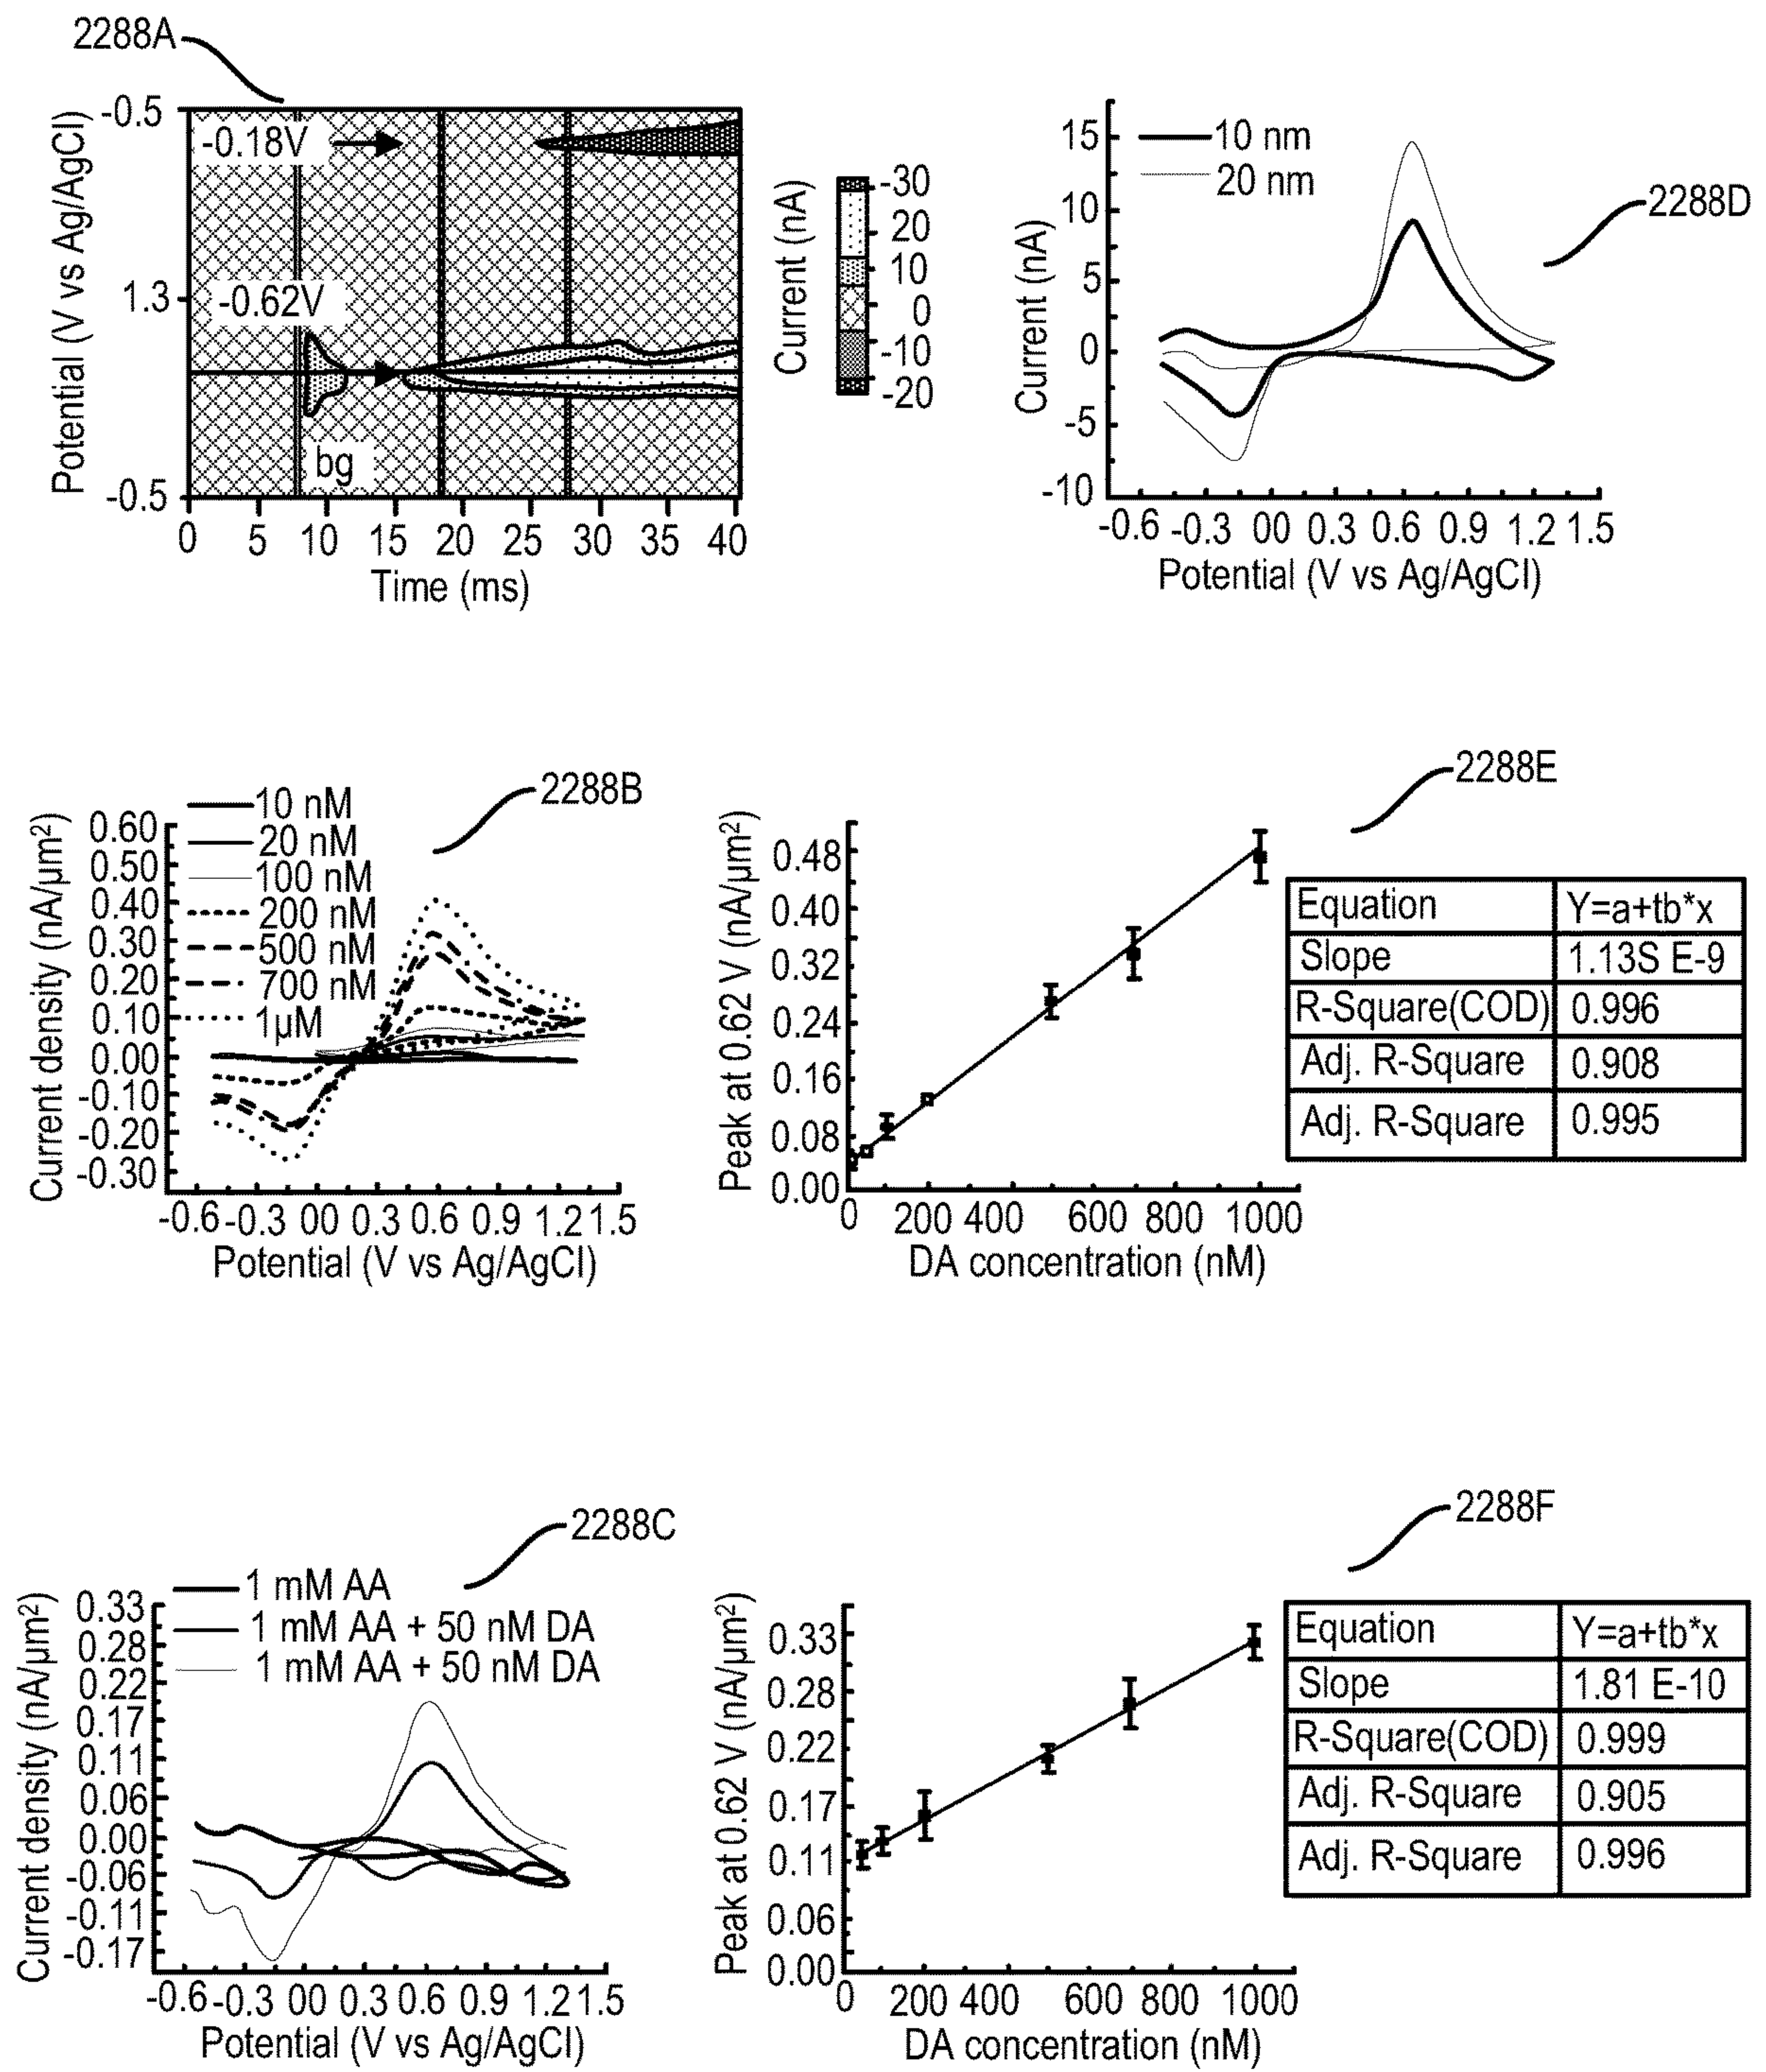 2288A
-0.5
-0.18V
1.3
-0.62V
bg
-0.5
Potential (V vs Ag/AgCl)
0 5 10 15 20 25 30 35 40
Time (ms)
Current (nA)
-30
20
10
0
-10
-20
2288D
10 nm
20 nm
15
10
5
0
-5
-10
Current (nA)
-0.6 -0.3 00 0.3 0.6 0.9 1.2 1.5
Potential (V vs Ag/AgCl)
2288B
10 nM
20 nM
100 nM
200 nM
500 nM
700 nM
1µM
0.60
0.50
0.40
0.30
0.20
0.10
0.00
-0.10
-0.20
-0.30
Current density (nA/µm²)
-0.6 -0.3 00 0.3 0.6 0.9 1.2 1.5
Potential (V vs Ag/AgCl)
2288E
0.48
0.40
0.32
0.24
0.16
0.08
0.00
Peak at 0.62 V (nA/µm²)
0 200 400 600 800 1000
DA concentration (nM)
Equation Y=a+tb*x
Slope 1.13S E-9
R-Square(COD) 0.996
Adj. R-Square 0.908
Adj. R-Square 0.995
2288C
1 mM AA
1 mM AA + 50 nM DA
1 mM AA + 50 nM DA
0.33
0.28
0.22
0.17
0.11
0.06
0.00
-0.06
-0.11
-0.17
Current density (nA/µm²)
-0.6 -0.3 00 0.3 0.6 0.9 1.2 1.5
Potential (V vs Ag/AgCl)
2288F
0.33
0.28
0.22
0.17
0.11
0.06
0.00
Peak at 0.62 V (nA/µm²)
0 200 400 600 800 1000
DA concentration (nM)
Equation Y=a+tb*x
Slope 1.81 E-10
R-Square(COD) 0.999
Adj. R-Square 0.905
Adj. R-Square 0.996